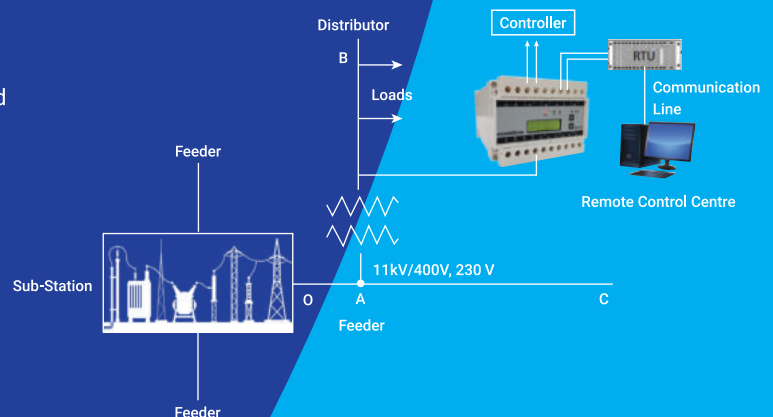 Distributor
Controller
B
RTU
d
Loads
Communication
Line
Feeder
Remote Control Centre
11kV/400V, 230 V
Sub-Station
O
A
C
Feeder
Feeder